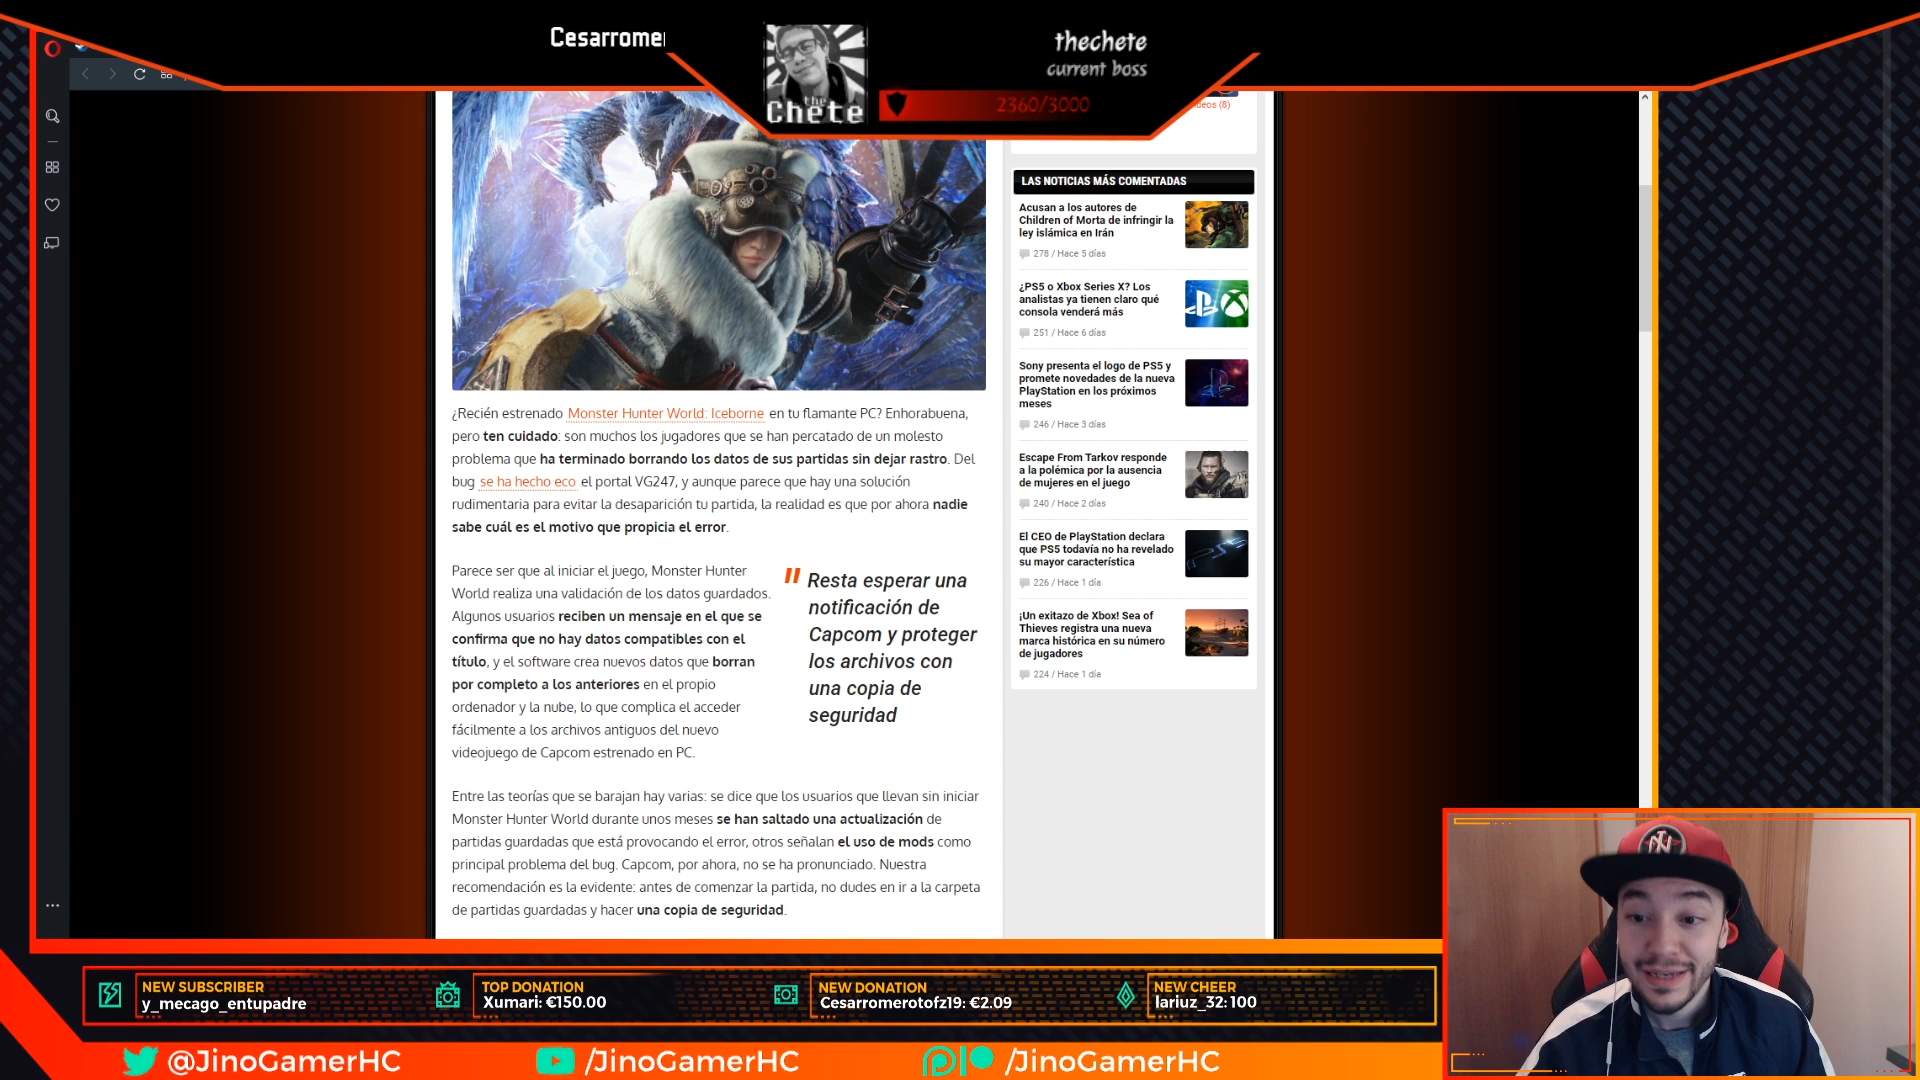 Cesarrome
thechete
current boss
the
Chete
2360/3000
deos (8)
LAS NOTICIAS MÁS COMENTADAS
Acusan a los autores de
Children of Morta de infringir la
ley islámica en Irán
278 / Hace 5 días
¿PS5 o Xbox Series X? Los
analistas ya tienen claro qué
consola venderá más
251 / Hace 6 días
Sony presenta el logo de PS5 y
promete novedades de la nueva
PlayStation en los próximos
meses
246 / Hace 3 días
Escape From Tarkov responde
a la polémica por la ausencia
de mujeres en el juego
240 / Hace 2 días
El CEO de PlayStation declara
que PS5 todavía no ha revelado
su mayor característica
226 / Hace 1 día
¡Un exitazo de Xbox! Sea of
Thieves registra una nueva
marca histórica en su número
de jugadores
224 / Hace 1 día
¿Recién estrenado Monster Hunter World: Iceborne en tu flamante PC? Enhorabuena,
pero ten cuidado: son muchos los jugadores que se han percatado de un molesto
problema que ha terminado borrando los datos de sus partidas sin dejar rastro. Del
bug se ha hecho eco el portal VG247, y aunque parece que hay una solución
rudimentaria para evitar la desaparición tu partida, la realidad es que por ahora nadie
sabe cuál es el motivo que propicia el error.
Parece ser que al iniciar el juego, Monster Hunter
World realiza una validación de los datos guardados.
Algunos usuarios reciben un mensaje en el que se
confirma que no hay datos compatibles con el
título, y el software crea nuevos datos que borran
por completo a los anteriores en el propio
ordenador y la nube, lo que complica el acceder
fácilmente a los archivos antiguos del nuevo
videojuego de Capcom estrenado en PC.
" Resta esperar una
notificación de
Capcom y proteger
los archivos con
una copia de
seguridad
Entre las teorías que se barajan hay varias: se dice que los usuarios que llevan sin iniciar
Monster Hunter World durante unos meses se han saltado una actualización de
partidas guardadas que está provocando el error, otros señalan el uso de mods como
principal problema del bug. Capcom, por ahora, no se ha pronunciado. Nuestra
recomendación es la evidente: antes de comenzar la partida, no dudes en ir a la carpeta
de partidas guardadas y hacer una copia de seguridad.
NEW SUBSCRIBER
y_mecago_entupadre
TOP DONATION
Xumari: €150.00
NEW DONATION
Cesarromerotofz19: €2.09
NEW CHEER
lariuz_32: 100
@JinoGamerHC
/JinoGamerHC
/JinoGamerHC